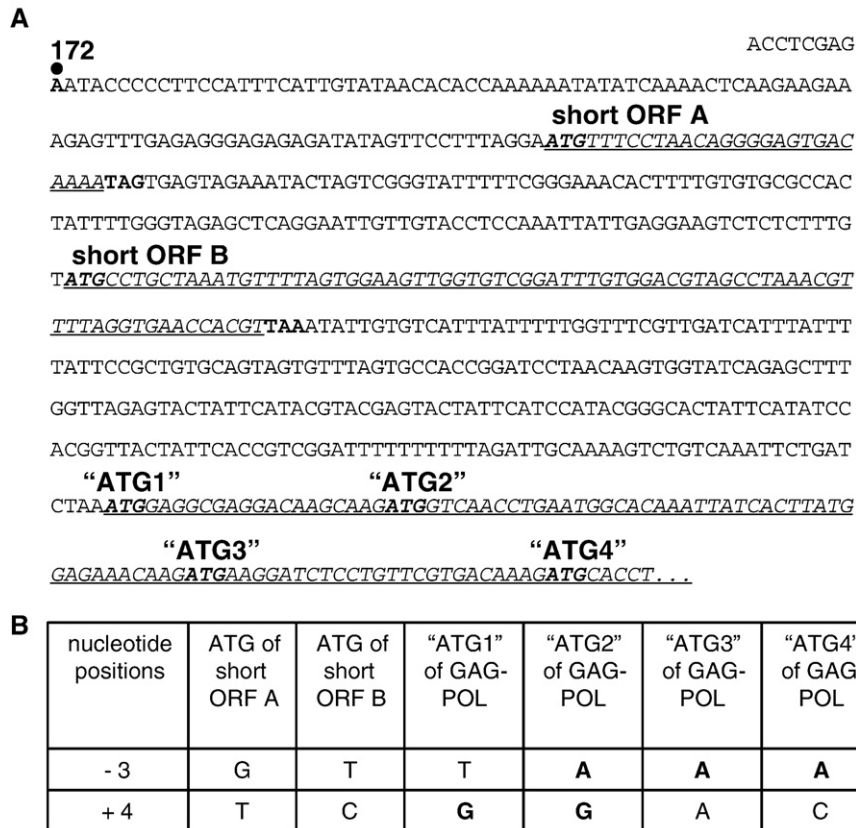 A
ACCTCGAG
172
AATACCCCCTTCCATTTCATTGTATAACACACCAAAAAATATATCAAAACTCAAGAAGAA
short ORF A
AGAGTTTGAGAGGGAGAGAGATATAGTTCCTTTAGGAATGTTTCCTAACAGGGGAGTGAC
AAAATAGTGAGTAGAAATACTAGTCGGGTATTTTTCGGGAAACACTTTTGTGTGCGCCAC
TATTTTGGGTAGAGCTCAGGAATTGTTGTACCTCCAAATTATTGAGGAAGTCTCTCTTTG
short ORF B
TATGCCTGCTAAATGTTTTAGTGGAAGTTGGTGTCGGATTTGTGGACGTAGCCTAAACGT
TTTAGGTGAACCACGTTAAATATTGTGTCATTTATTTTTGGTTTCGTTGATCATTTATTT
TATTCCGCTGTGCAGTAGTGTTTAGTGCCACCGGATCCTAACAAGTGGTATCAGAGCTTT
GGTTAGAGTACTATTCATACGTACGAGTACTATTCATCCATACGGGCACTATTCATATCC
ACGGTTACTATTCACCGTCGGATTTTTTTTTTAGATTGCAAAAGTCTGTCAAATTCTGAT
“ATG1” “ATG2”
CTAAATGGAGGCGAGGACAAGCAAGATGGTCAACCTGAATGGCACAAATTATCACTTATG
“ATG3” “ATG4”
GAGAAACAAGATGAAGGATCTCCTGTTCGTGACAAAGATGCACCT...
B
nucleotide positions | ATG of short ORF A | ATG of short ORF B | “ATG1” of GAG-POL | “ATG2” of GAG-POL | “ATG3” of GAG-POL | “ATG4” of GAG-POL
- 3 | G | T | T | A | A | A
+ 4 | T | C | G | G | A | C